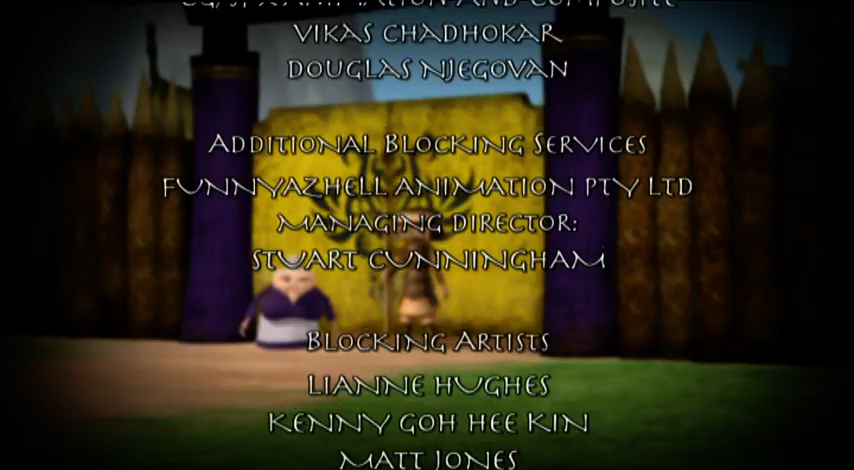 VIKAS CHADHOKAR
DOUGLAS NJEGOVAN
ADDITIONAL BLOCKING SERVICES
FUNNYAZHELL ANIMATION PTY LTD
MANAGING DIRECTOR:
STUART CUNNINGHAM
BLOCKING ARTISTS
LIANNE HUGHES
KENNY GOH HEE KIN
MATT JONES